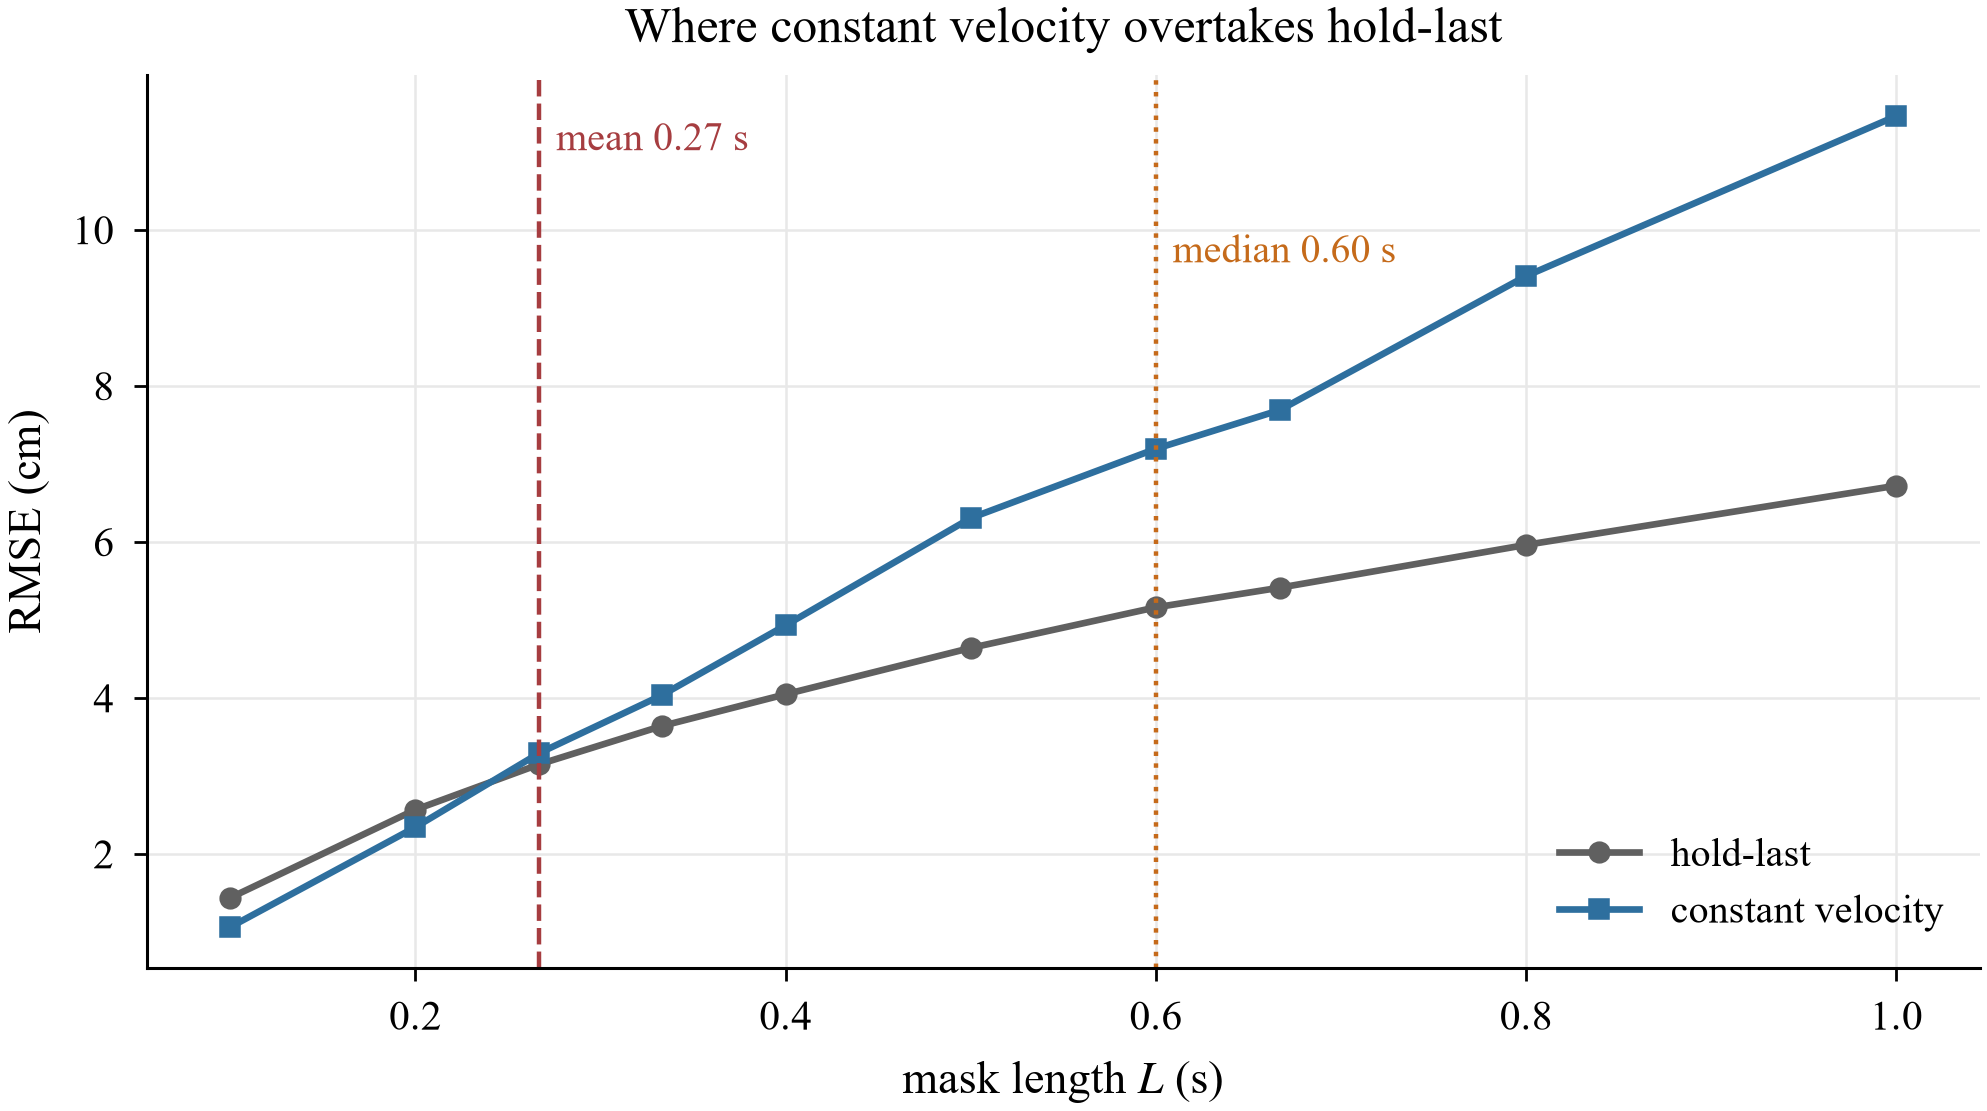 Where constant velocity overtakes hold-last
mean 0.27 s
median 0.60 s
RMSE (cm)
10
8
6
4
2
hold-last
constant velocity
0.2
0.4
0.6
0.8
1.0
mask length L (s)